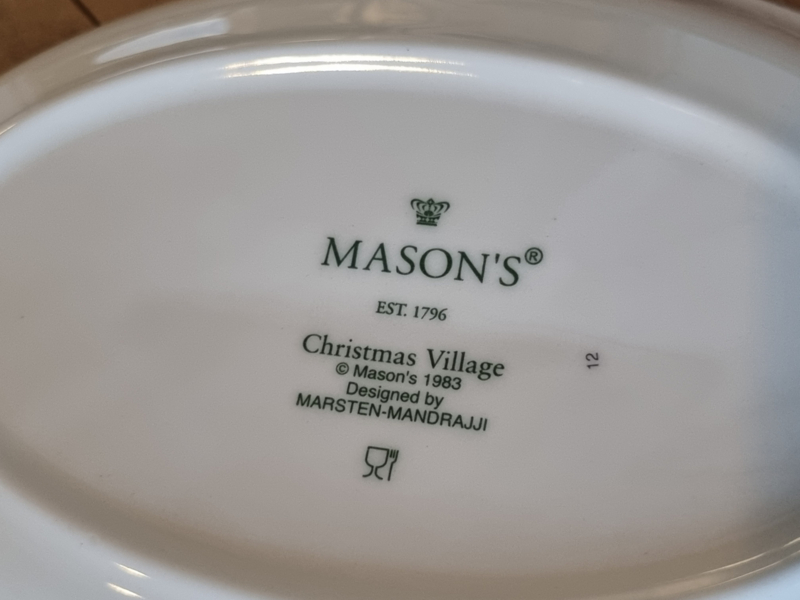 MASON'S®
EST. 1796
Christmas Village
© Mason's 1983
Designed by
MARSTEN-MANDRAJJI
12